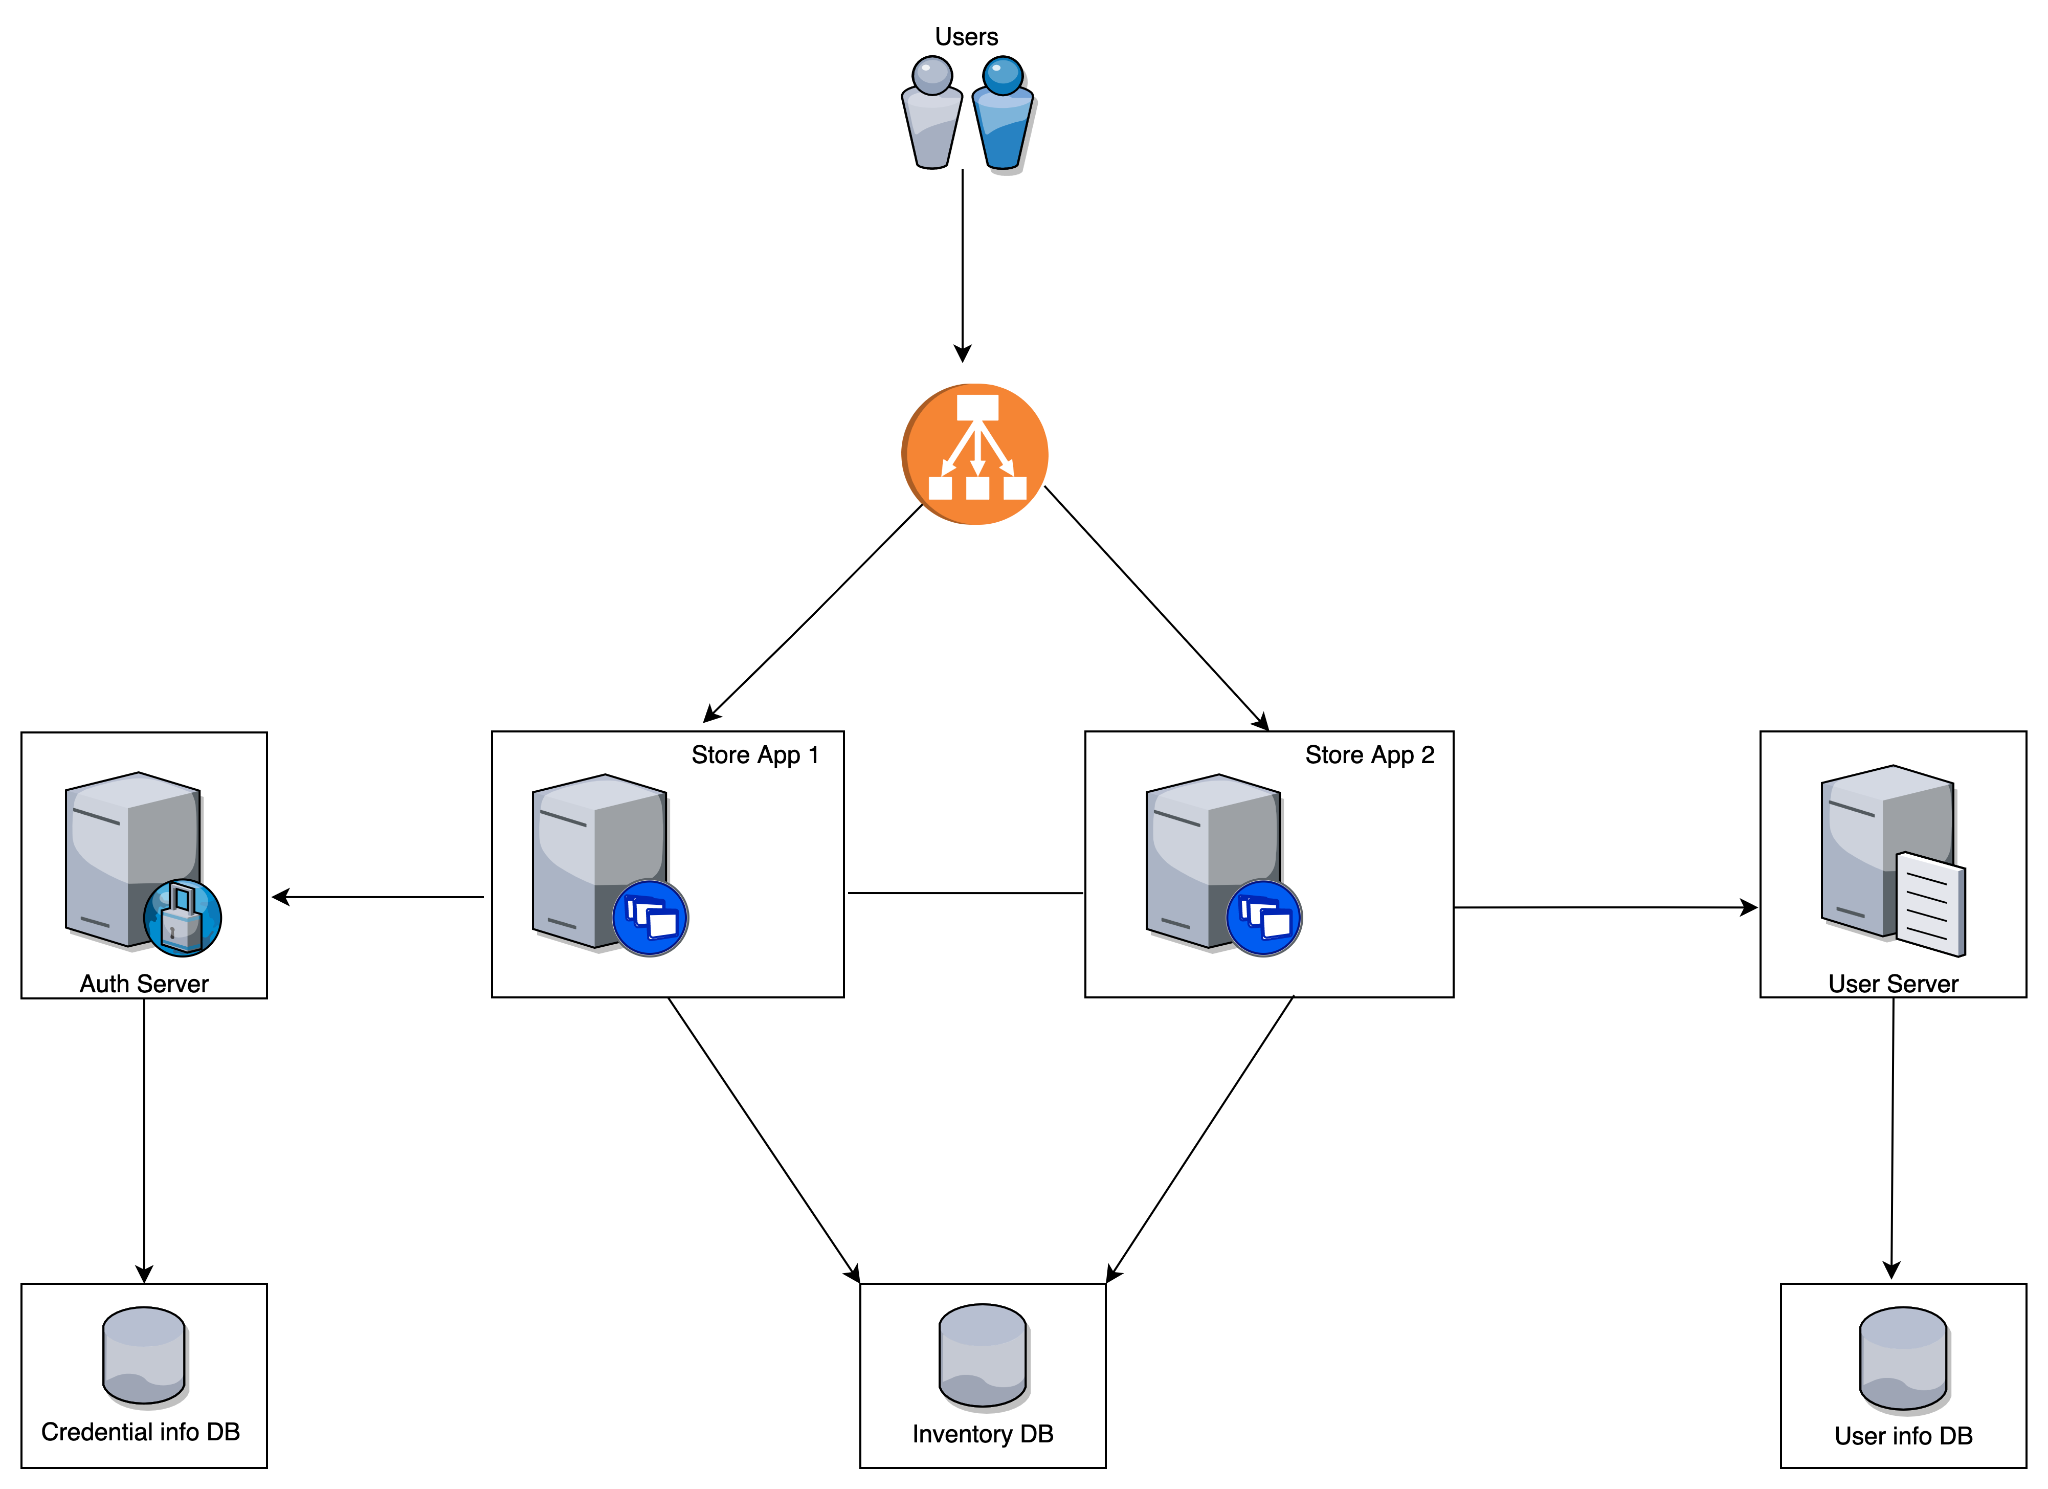 Users
Store App 1
Store App 2
Auth Server
User Server
Credential info DB
Inventory DB
User info DB